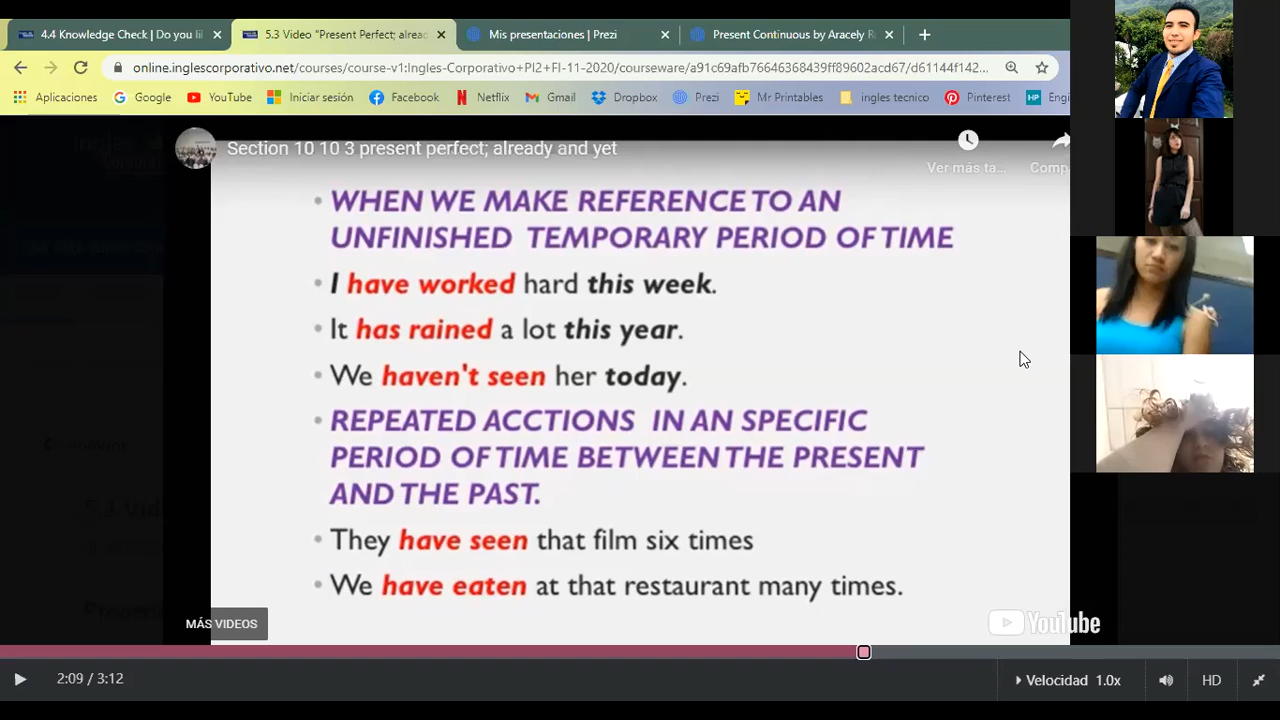 4.4 Knowledge Check | Do you li
5.3 Video "Present Perfect; alrea
Mis presentaciones | Prezi
Present Continuous by Aracely R
online.inglescorporativo.net/courses/course-v1:Ingles-Corporativo+PI2+FI-11-2020/courseware/a91c69afb76646368439ff89602acd67/d61144f142...
Aplicaciones Google YouTube Iniciar sesión Facebook Netflix Gmail Dropbox Prezi Mr Printables ingles tecnico Pinterest HP Engl
Section 10 10 3 present perfect; already and yet
Ver más ta...
Comp
• WHEN WE MAKE REFERENCE TO AN
UNFINISHED TEMPORARY PERIOD OF TIME
• I have worked hard this week.
• It has rained a lot this year.
• We haven't seen her today.
• REPEATED ACCTIONS IN AN SPECIFIC
PERIOD OF TIME BETWEEN THE PRESENT
AND THE PAST.
• They have seen that film six times
• We have eaten at that restaurant many times.
MÁS VIDEOS
YouTube
2:09 / 3:12
Velocidad 1.0x
HD